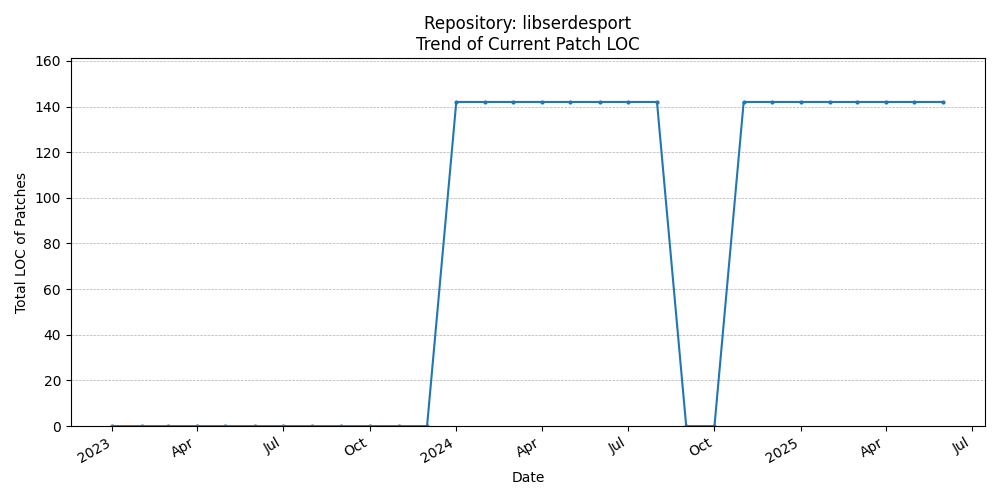 Repository: libserdesport
Trend of Current Patch LOC
Total LOC of Patches
160
140
120
100
80
60
40
20
0
2023
Apr
Jul
Oct
2024
Apr
Jul
Oct
2025
Apr
Jul
Date